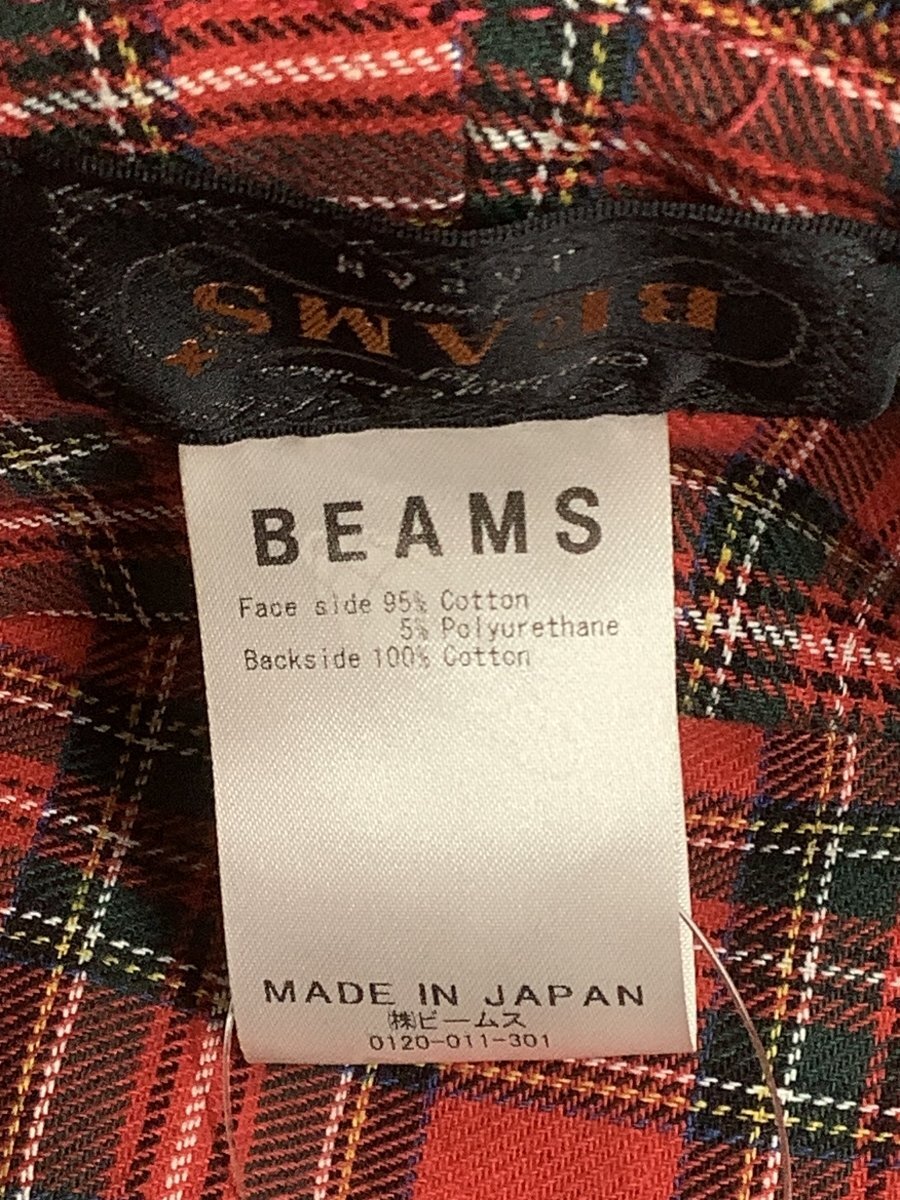 BEAMS
BEAMS
Face side 95% Cotton
5% Polyurethane
Backside 100% Cotton
MADE IN JAPAN
㈱ビームス
0120-011-301